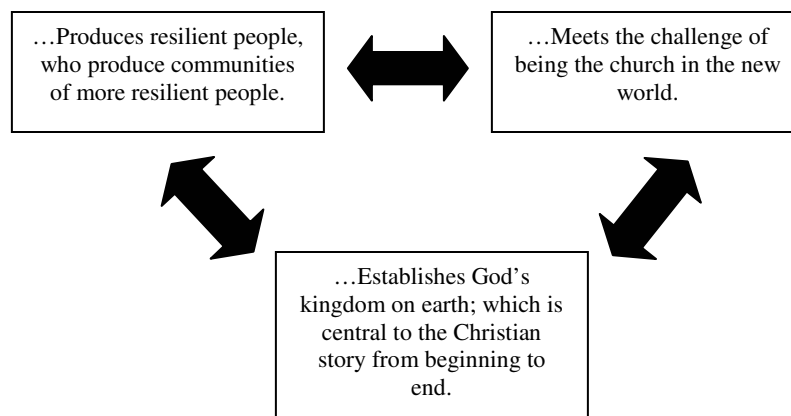 …Produces resilient people,
who produce communities
of more resilient people.
…Meets the challenge of
being the church in the new
world.
…Establishes God’s
kingdom on earth; which is
central to the Christian
story from beginning to
end.